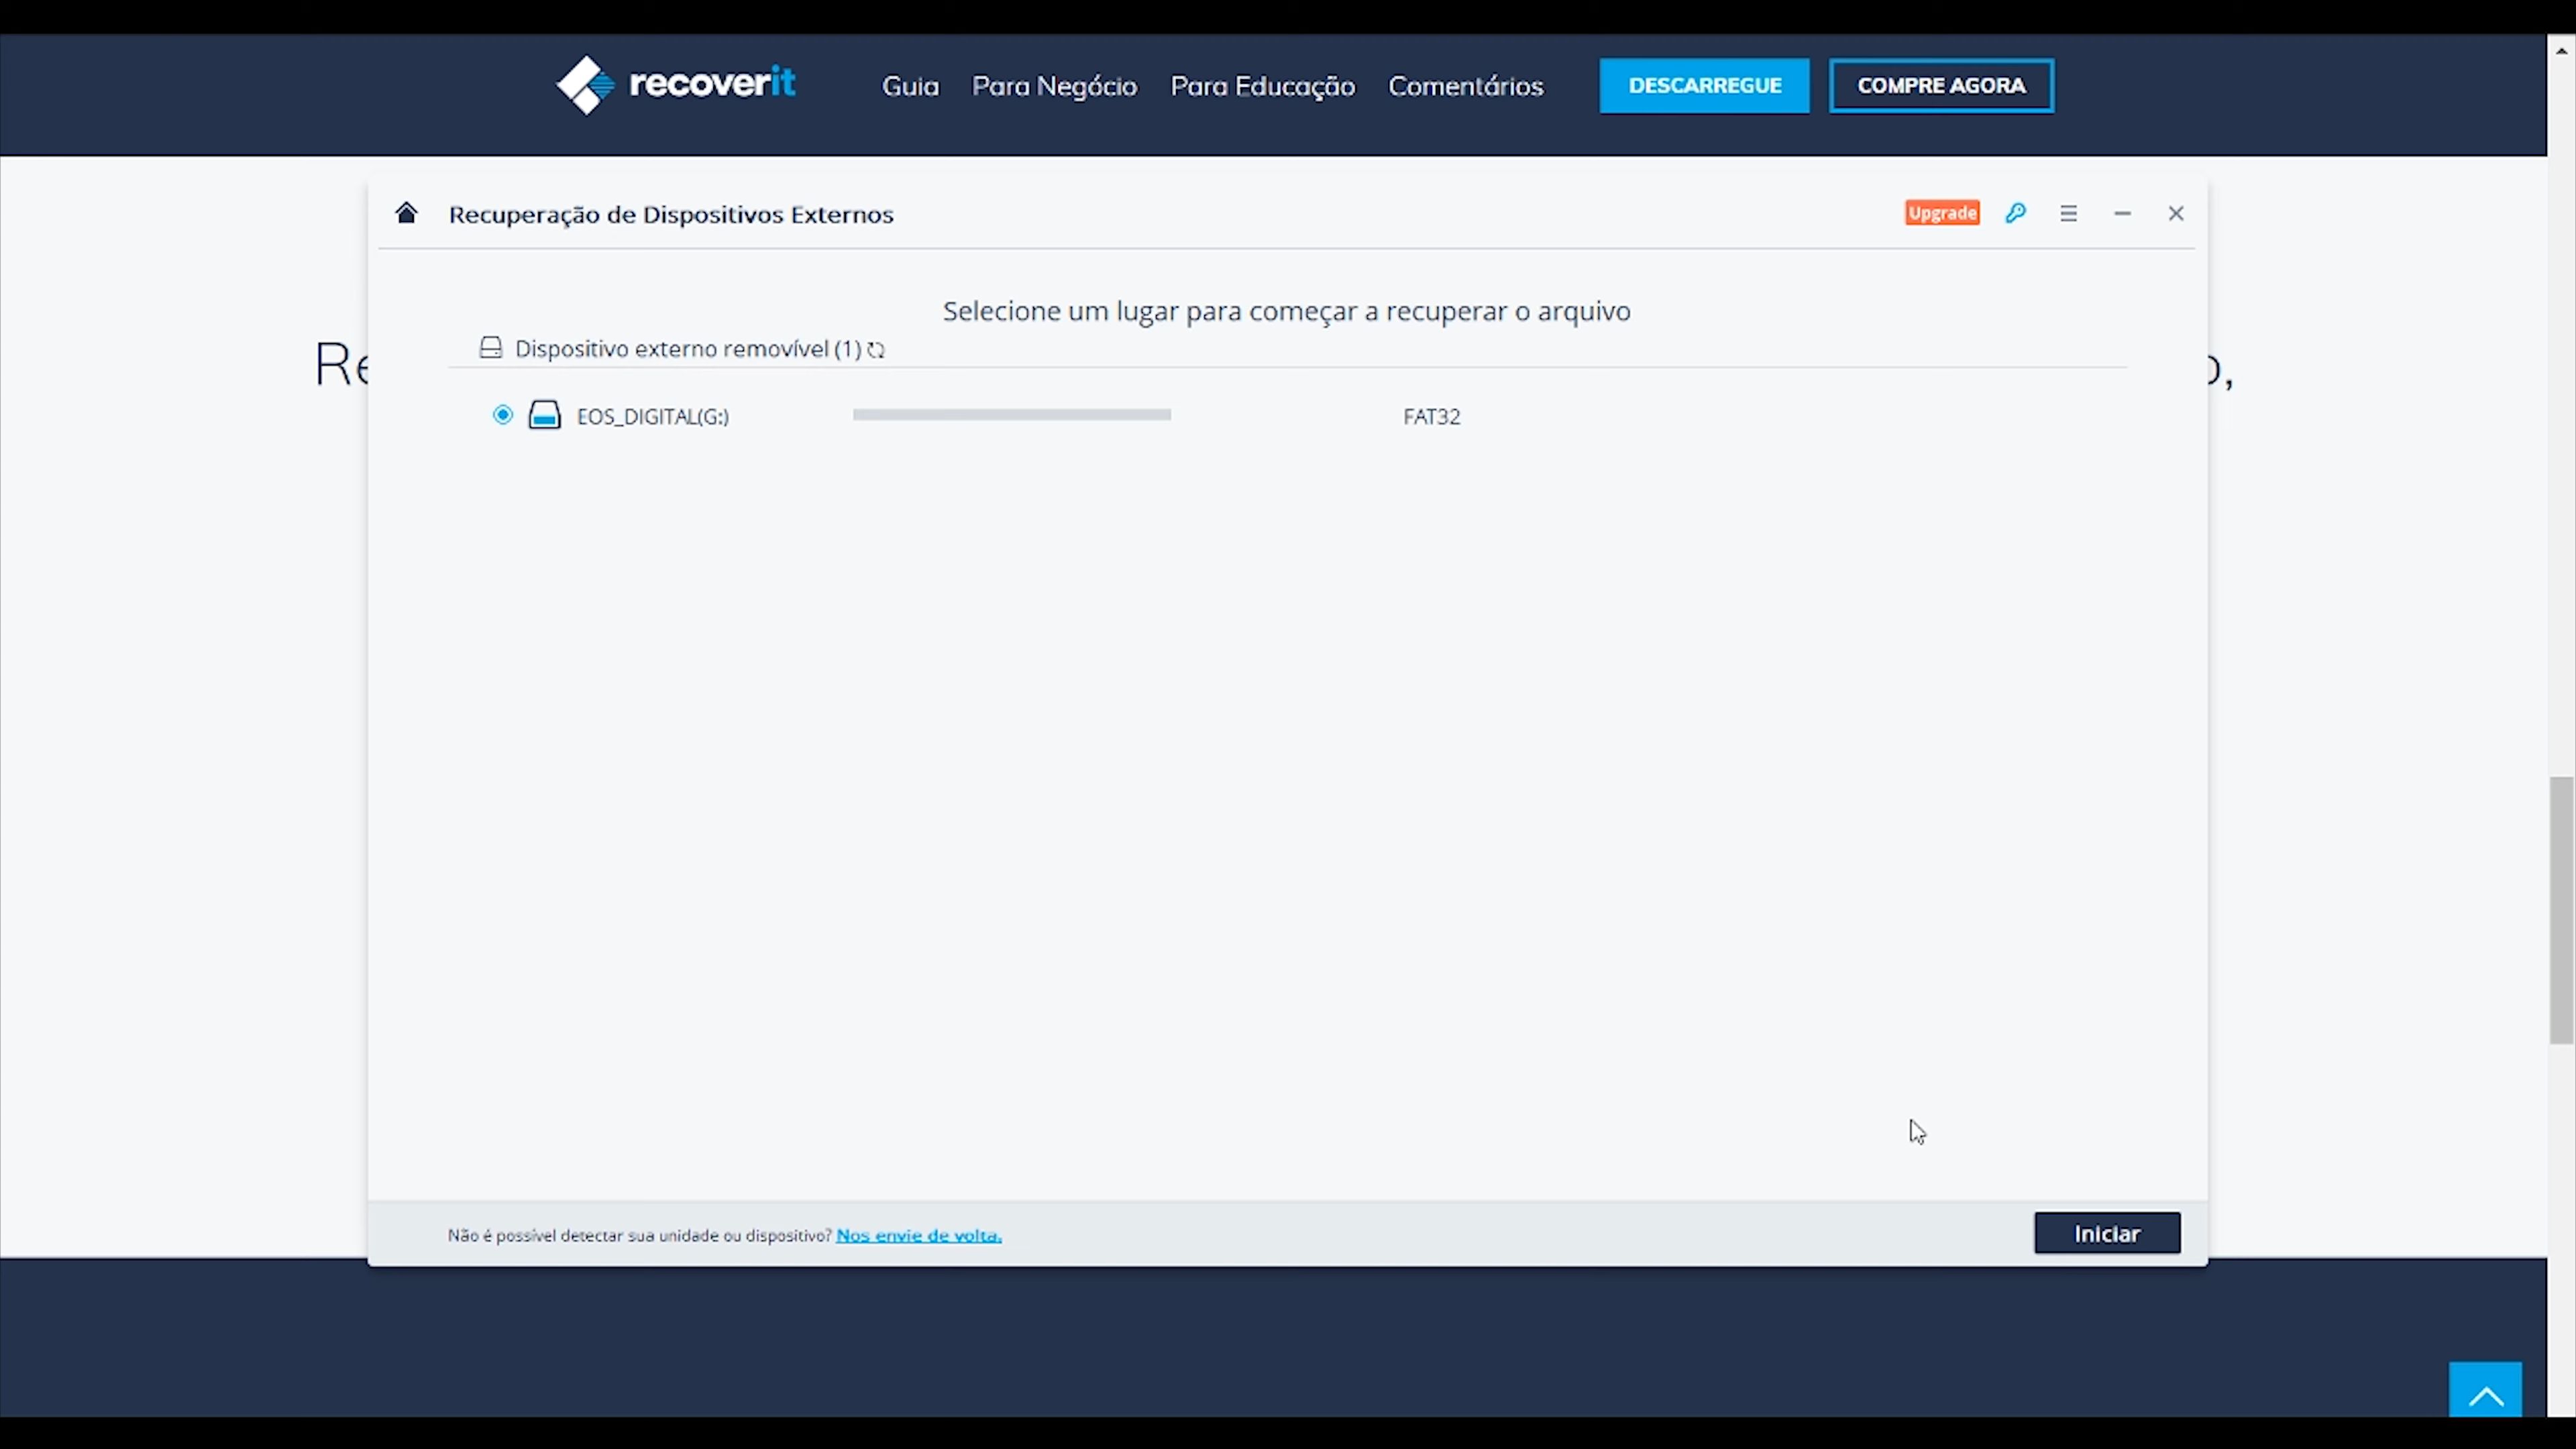 recoverit Guia Para Negócio Para Educação Comentários DESCARREGUE COMPRE AGORA
Recuperação de Dispositivos Externos Upgrade
Selecione um lugar para começar a recuperar o arquivo
Dispositivo externo removível (1)
EOS_DIGITAL(G:) FAT32
Não é possível detectar sua unidade ou dispositivo? Nos envie de volta. Iniciar